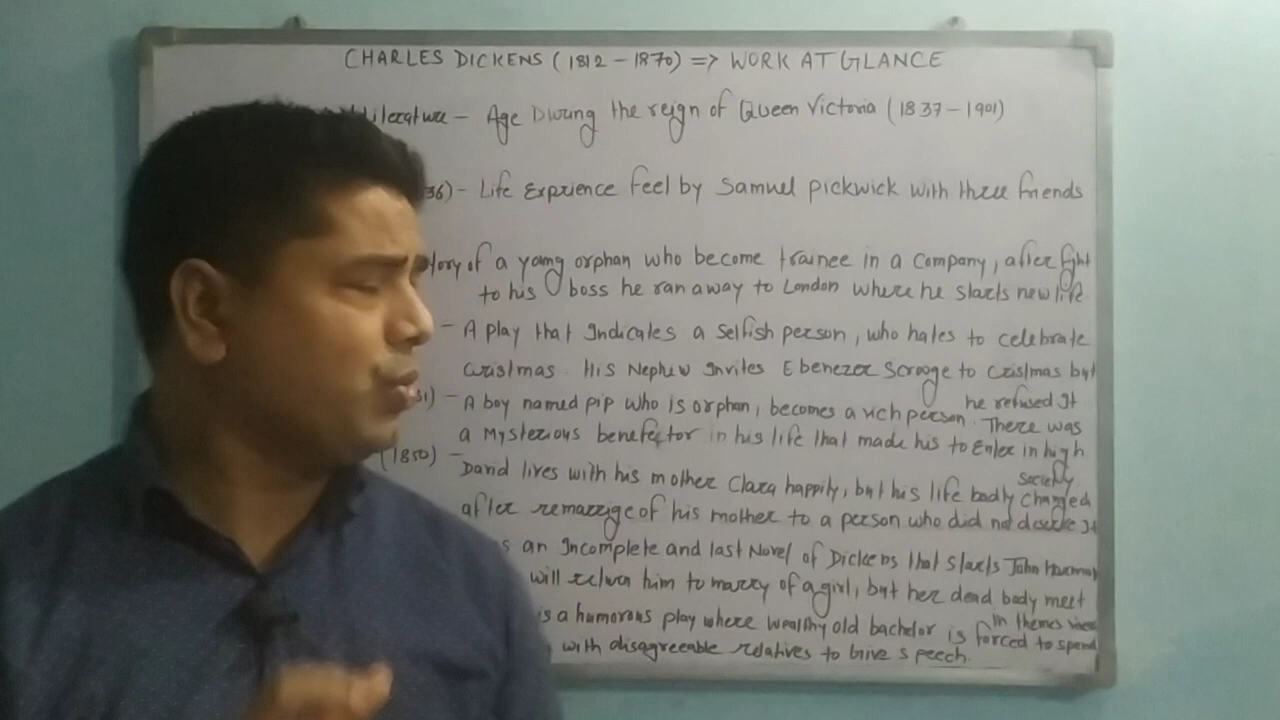 CHARLES DICKENS (1812 - 1870) => WORK AT GLANCE
literature - Age During the reign of Queen Victoria (1837-1901)
36) - Life Exprience feel by Samuel pickwick with three friends
tory of a young orphan who become trainee in a company, after fight
to his boss he ran away to London where he starts new life
- A play that Indicates a selfish person, who hates to celebrate
Cristmas. His Nephew Invites Ebenezer Scrooge to Cristmas but
he refused It
- A boy named pip who is orphan, becomes a rich person. There was
a Mysterious benefector in his life that made his to Enter in high
society
(1850) - David lives with his mother Clara happily, but his life badly changed
after remarrige of his mother to a person who did not It
s an Incomplete and last Novel of Dickens that starts John Harmon
will return him to marry of a girl, but her dead body meet
in themes river
is a humorous play where wealthy old bachelor is forced to spend
with disagreeable relatives to Give speech.